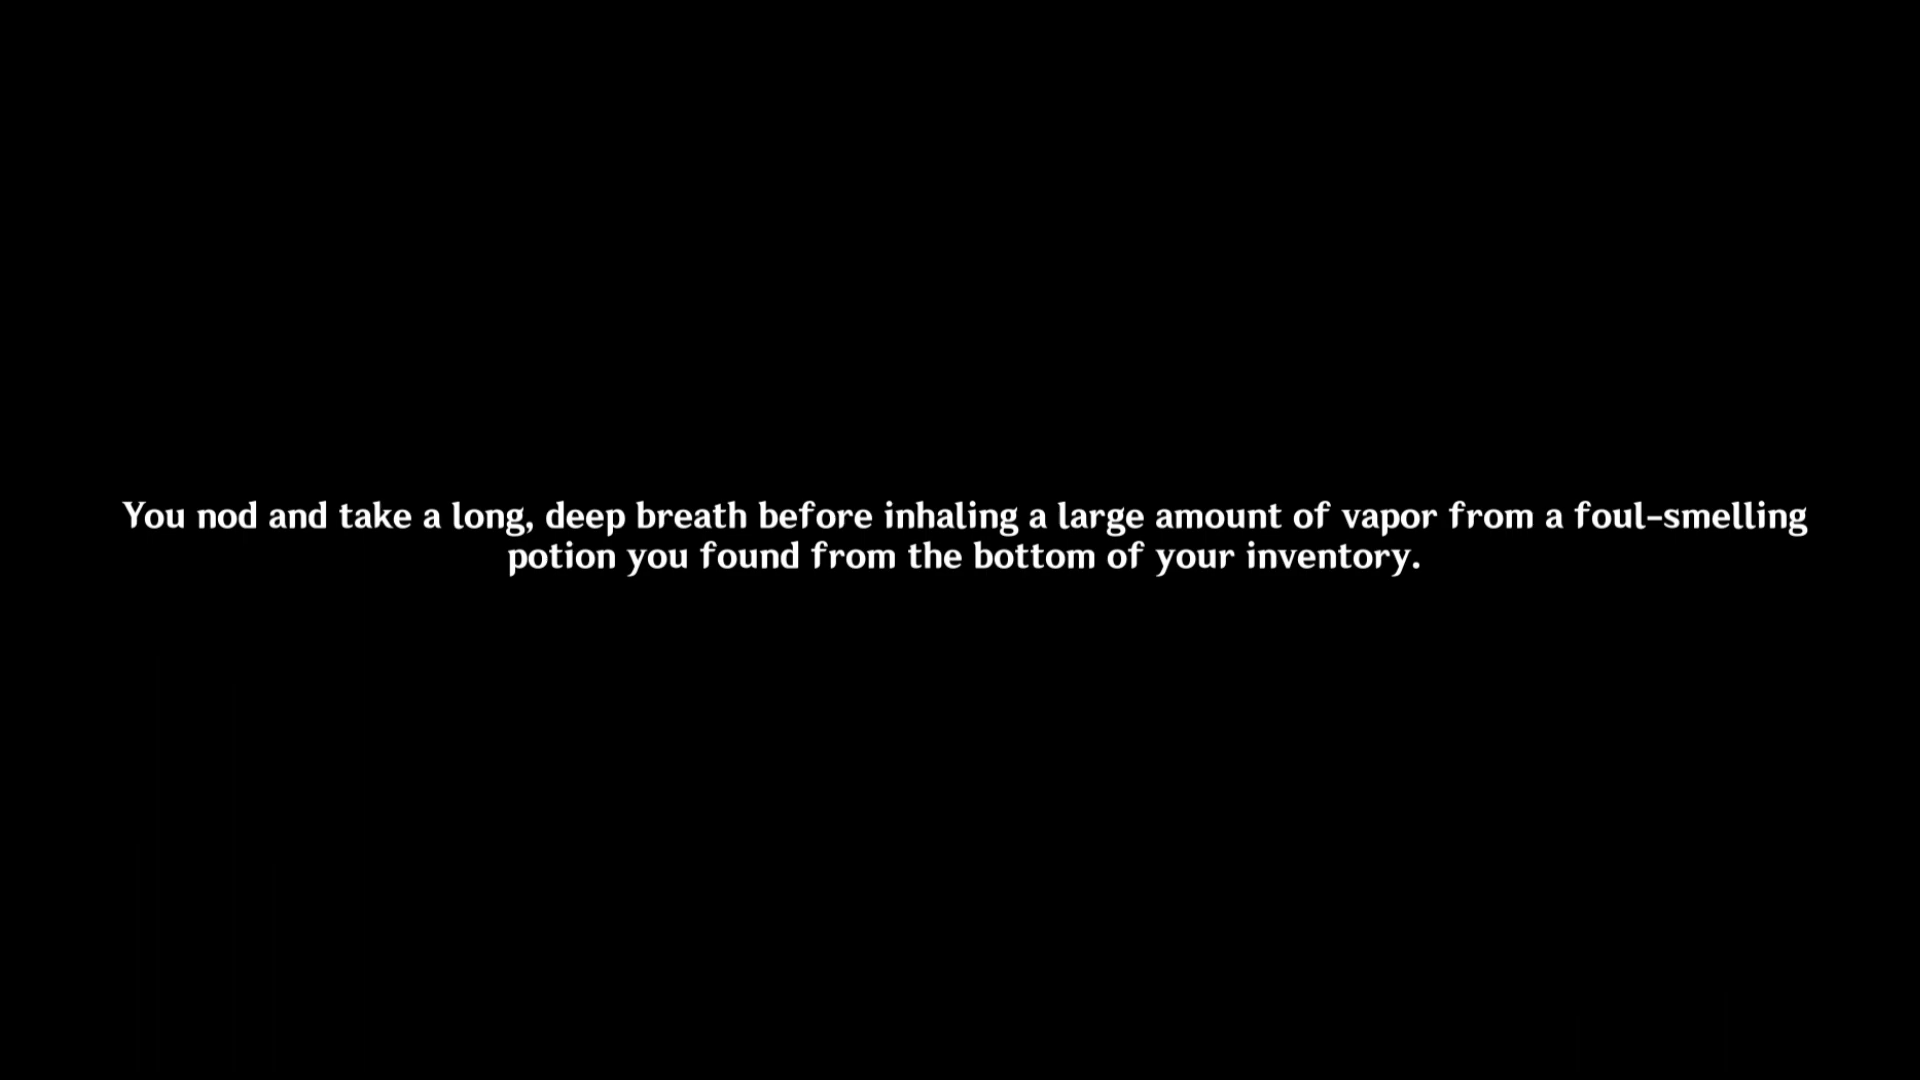 You nod and take a long, deep breath before inhaling a large amount of vapor from a foul-smelling
potion you found from the bottom of your inventory.